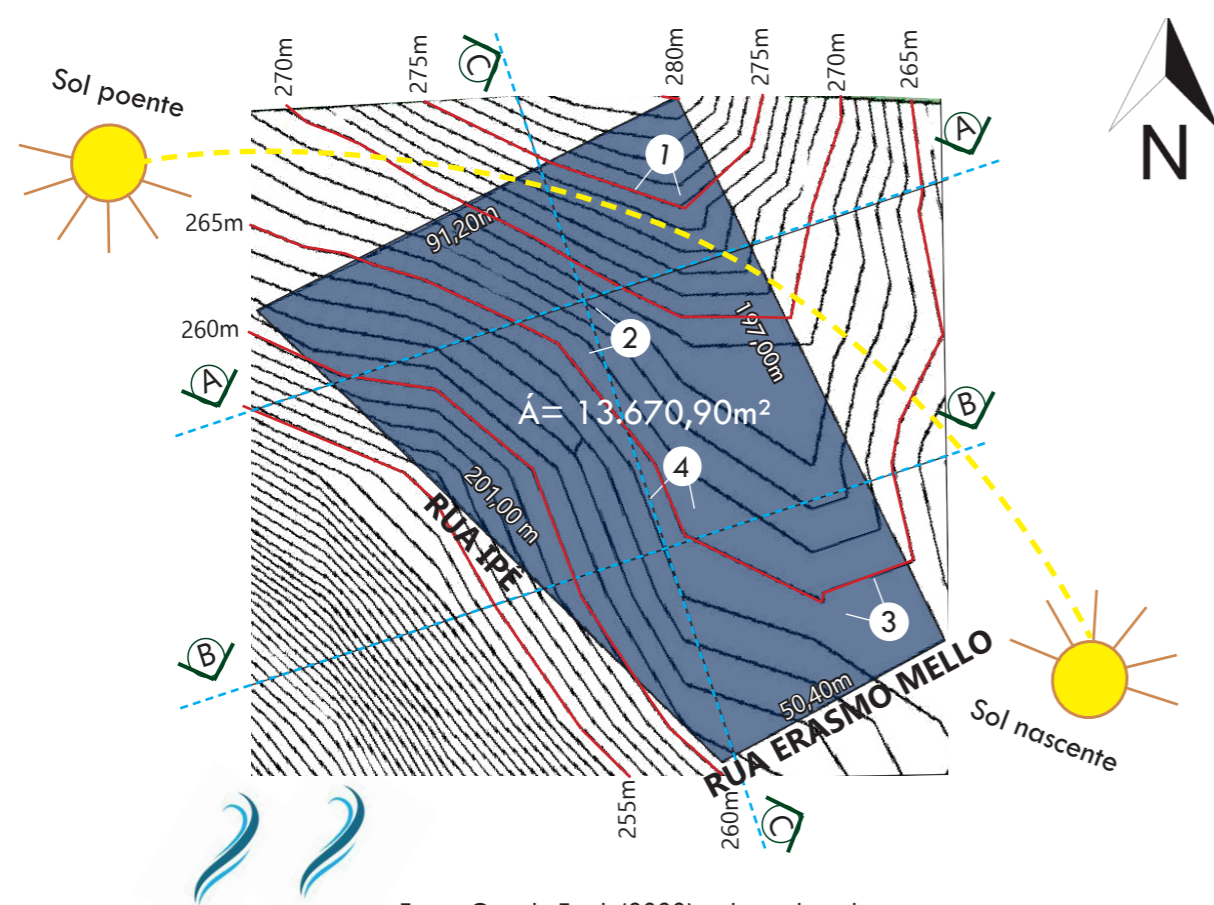 270m
275m
C
280m
275m
270m
265m
Sol poente
A
N
1
91,20m
265m
197,00m
260m
2
A
B
Á= 13.670,90m²
4
201,00 m
RUA IPÊ
3
B
50,40m
RUA ERASMO MELLO
Sol nascente
255m
260m
C